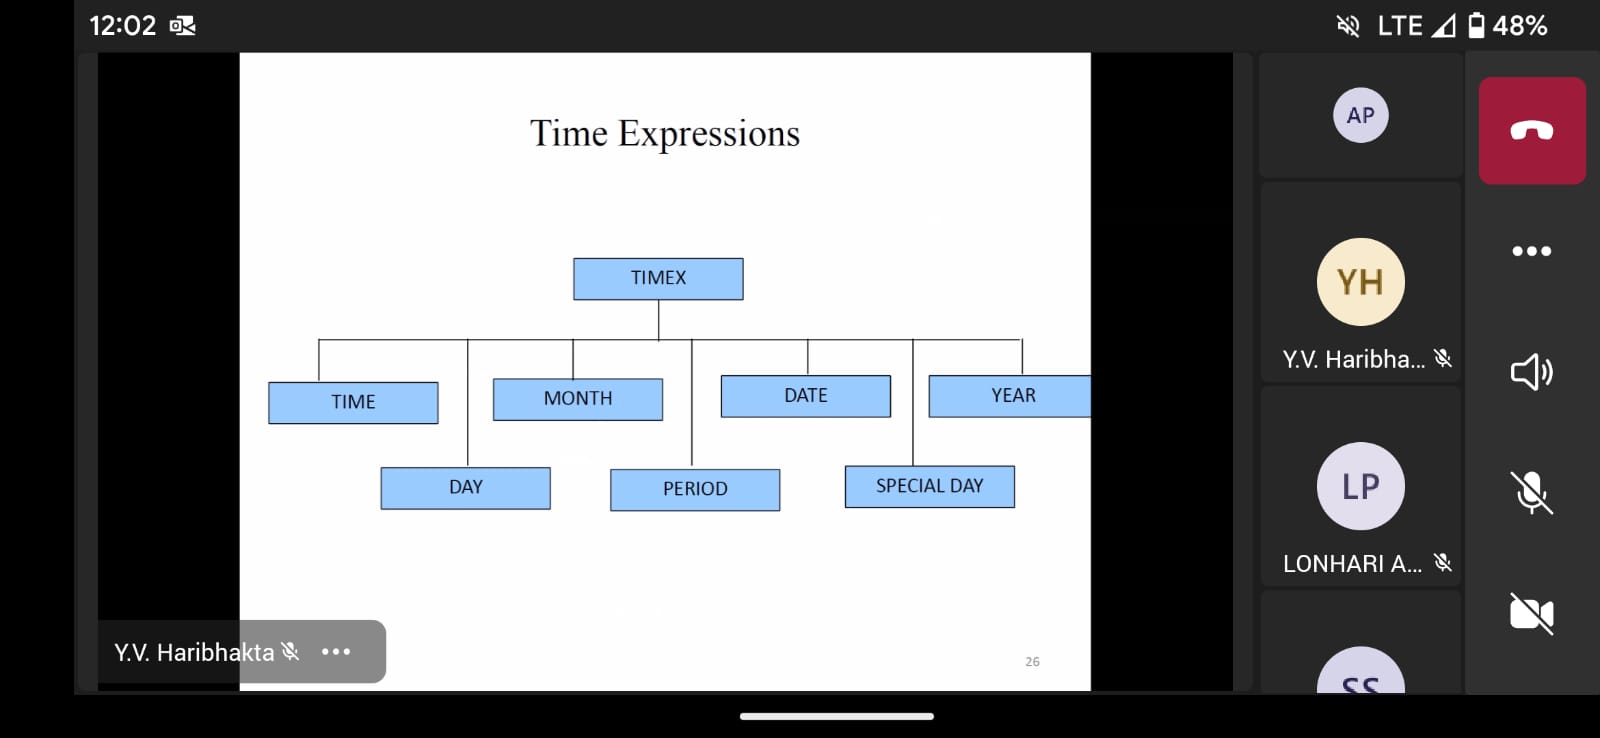 12:02
LTE 48%
Time Expressions
TIMEX
TIME
MONTH
DATE
YEAR
DAY
PERIOD
SPECIAL DAY
26
Y.V. Haribhakta
AP
YH
Y.V. Haribha...
LP
LONHARI A...
SS